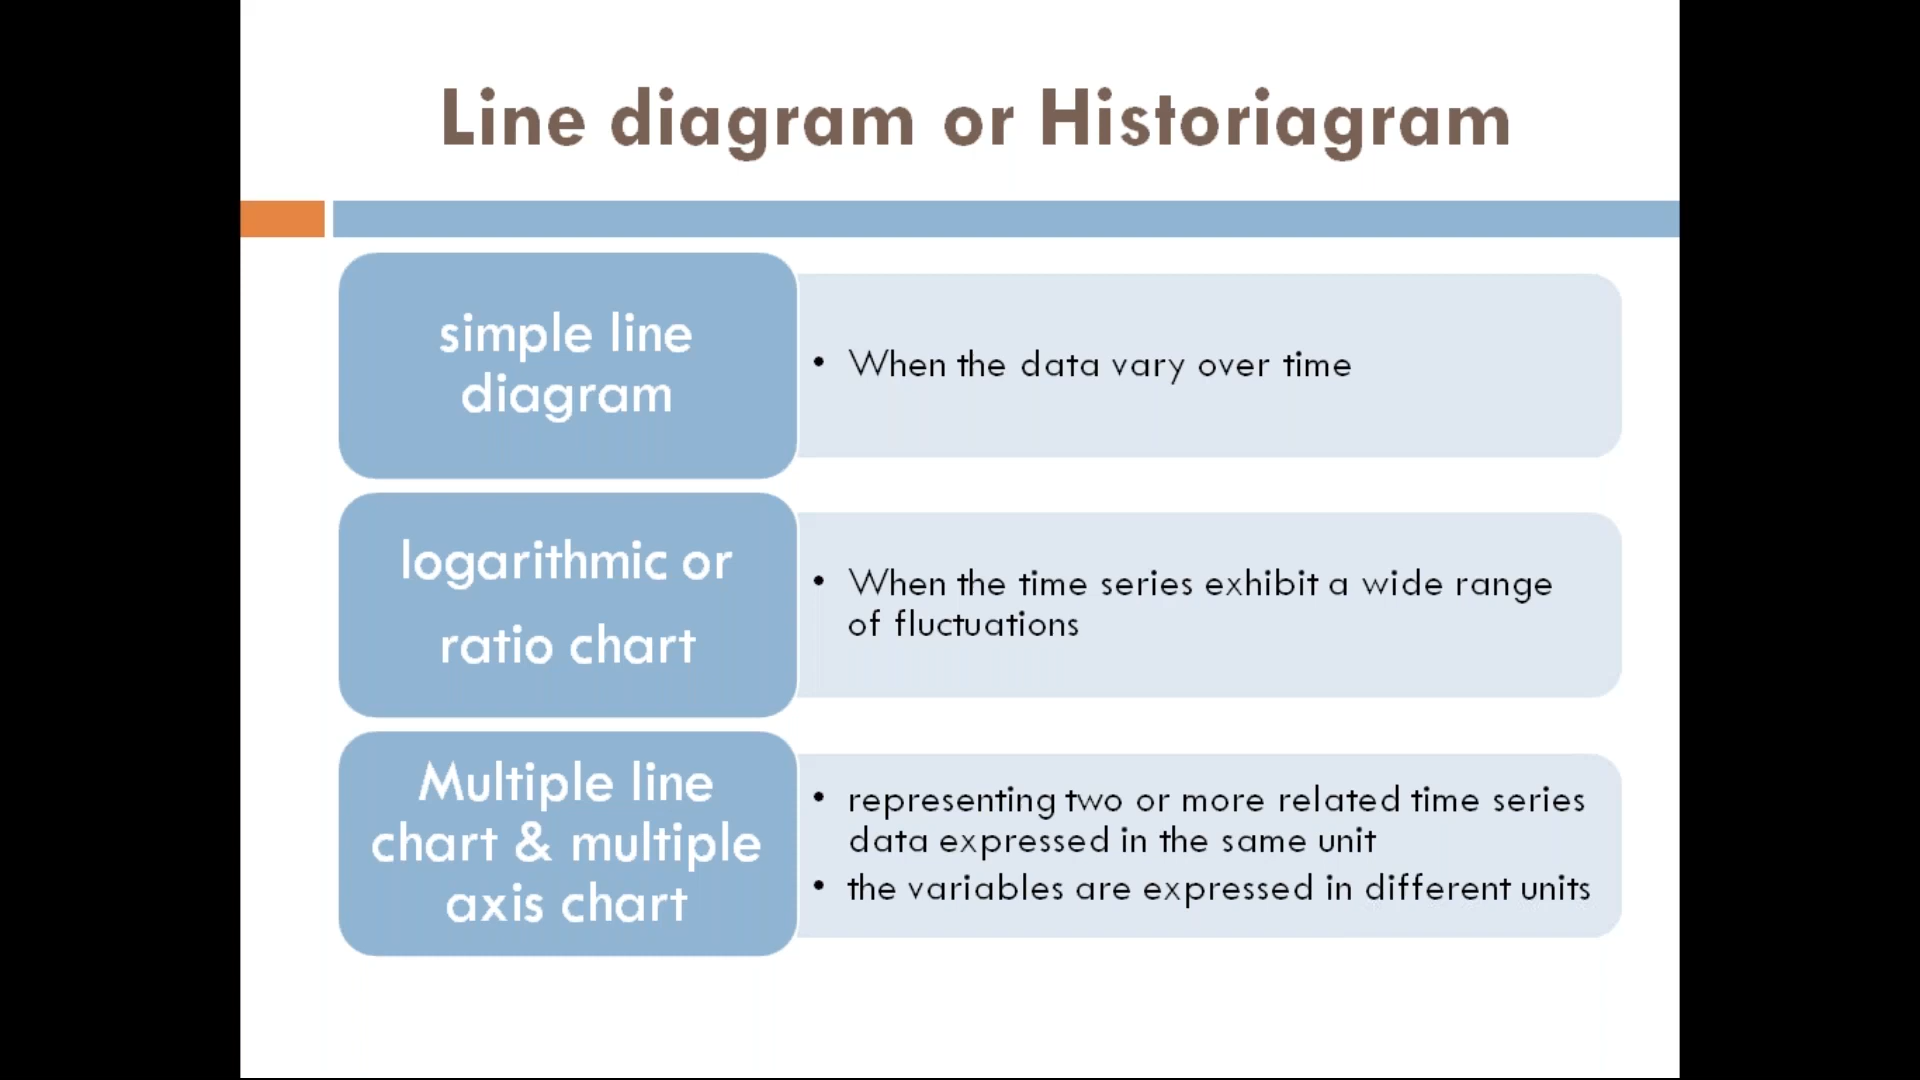 Line diagram or Historiagram
simple line
diagram
• When the data vary over time
logarithmic or
ratio chart
• When the time series exhibit a wide range
of fluctuations
Multiple line
chart & multiple
axis chart
• representing two or more related time series
data expressed in the same unit
• the variables are expressed in different units